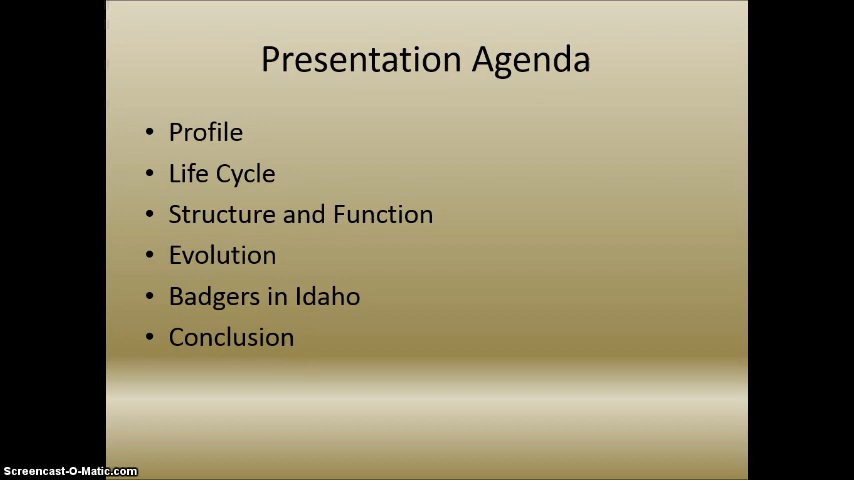 Presentation Agenda
• Profile
• Life Cycle
• Structure and Function
• Evolution
• Badgers in Idaho
• Conclusion
Screencast-O-Matic.com